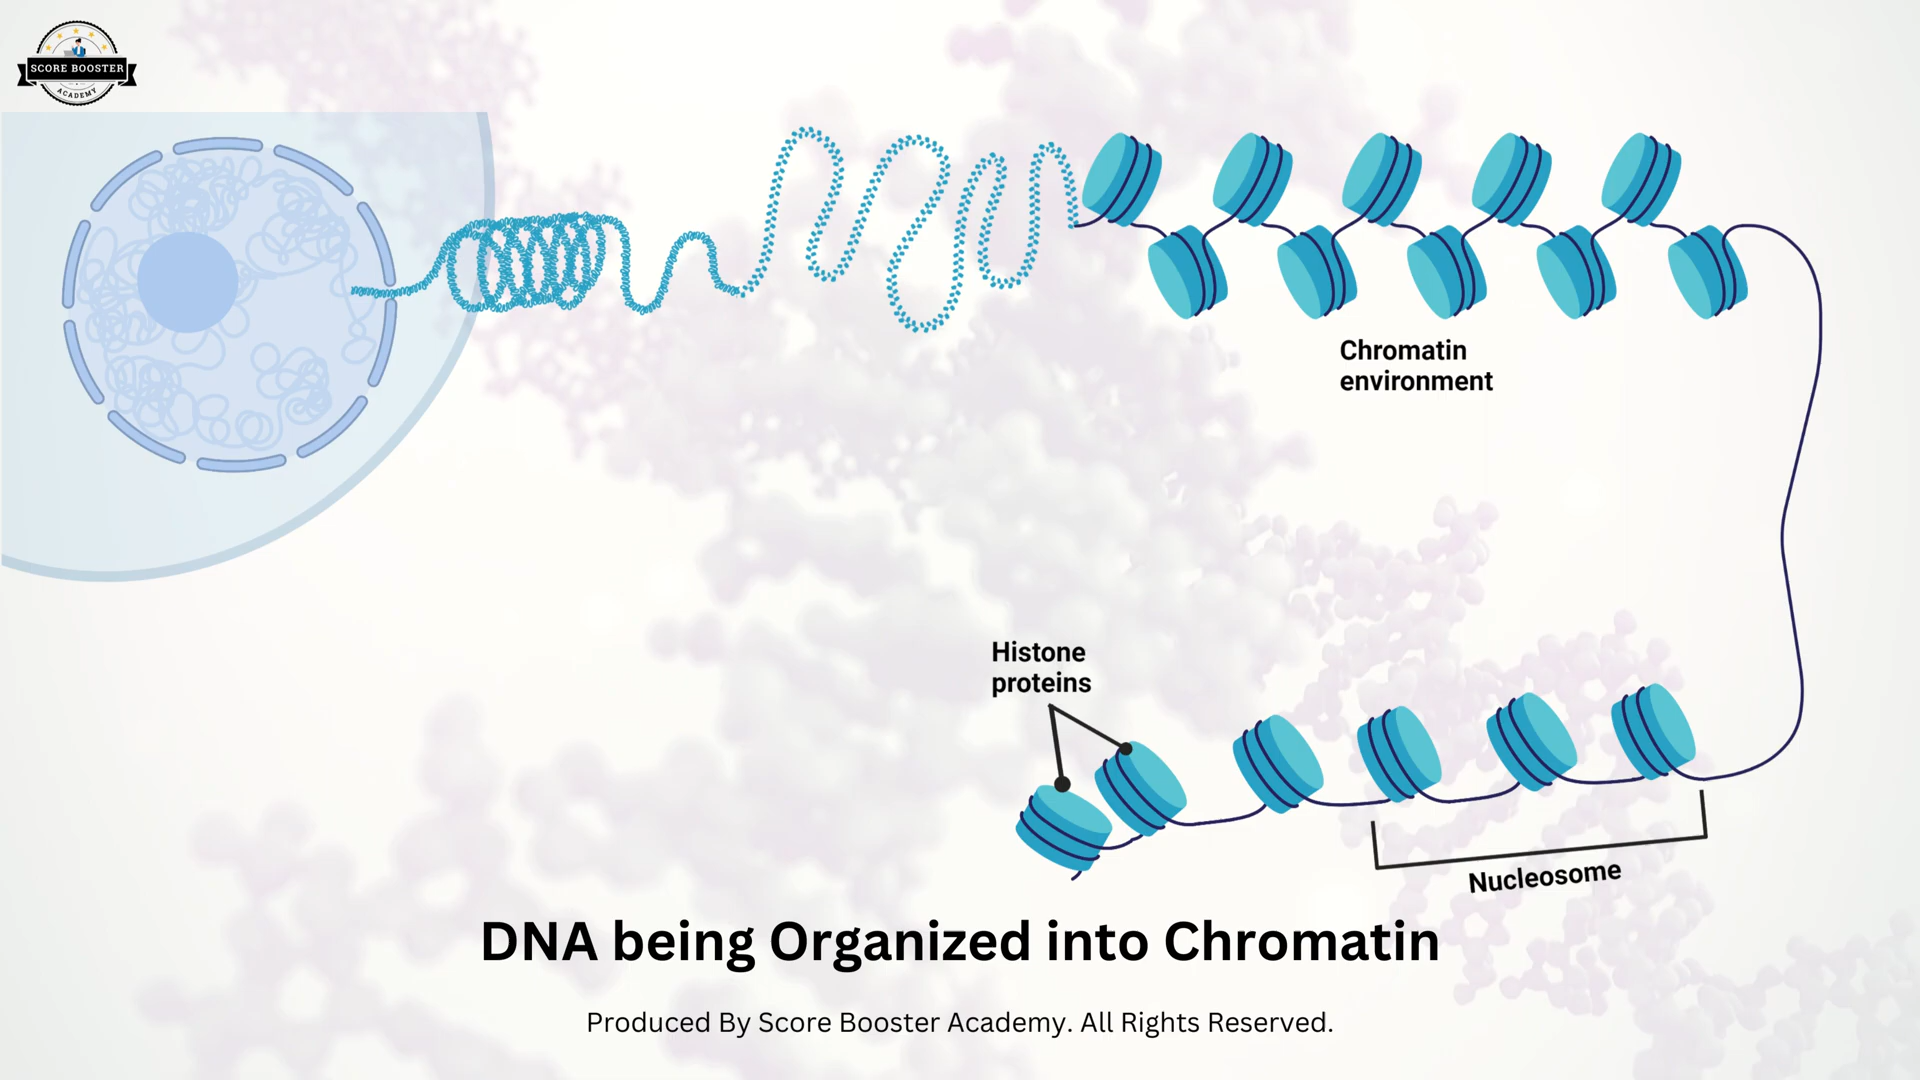 SCORE BOOSTER
ACADEMY
Chromatin
environment
Histone
proteins
Nucleosome
DNA being Organized into Chromatin
Produced By Score Booster Academy. All Rights Reserved.